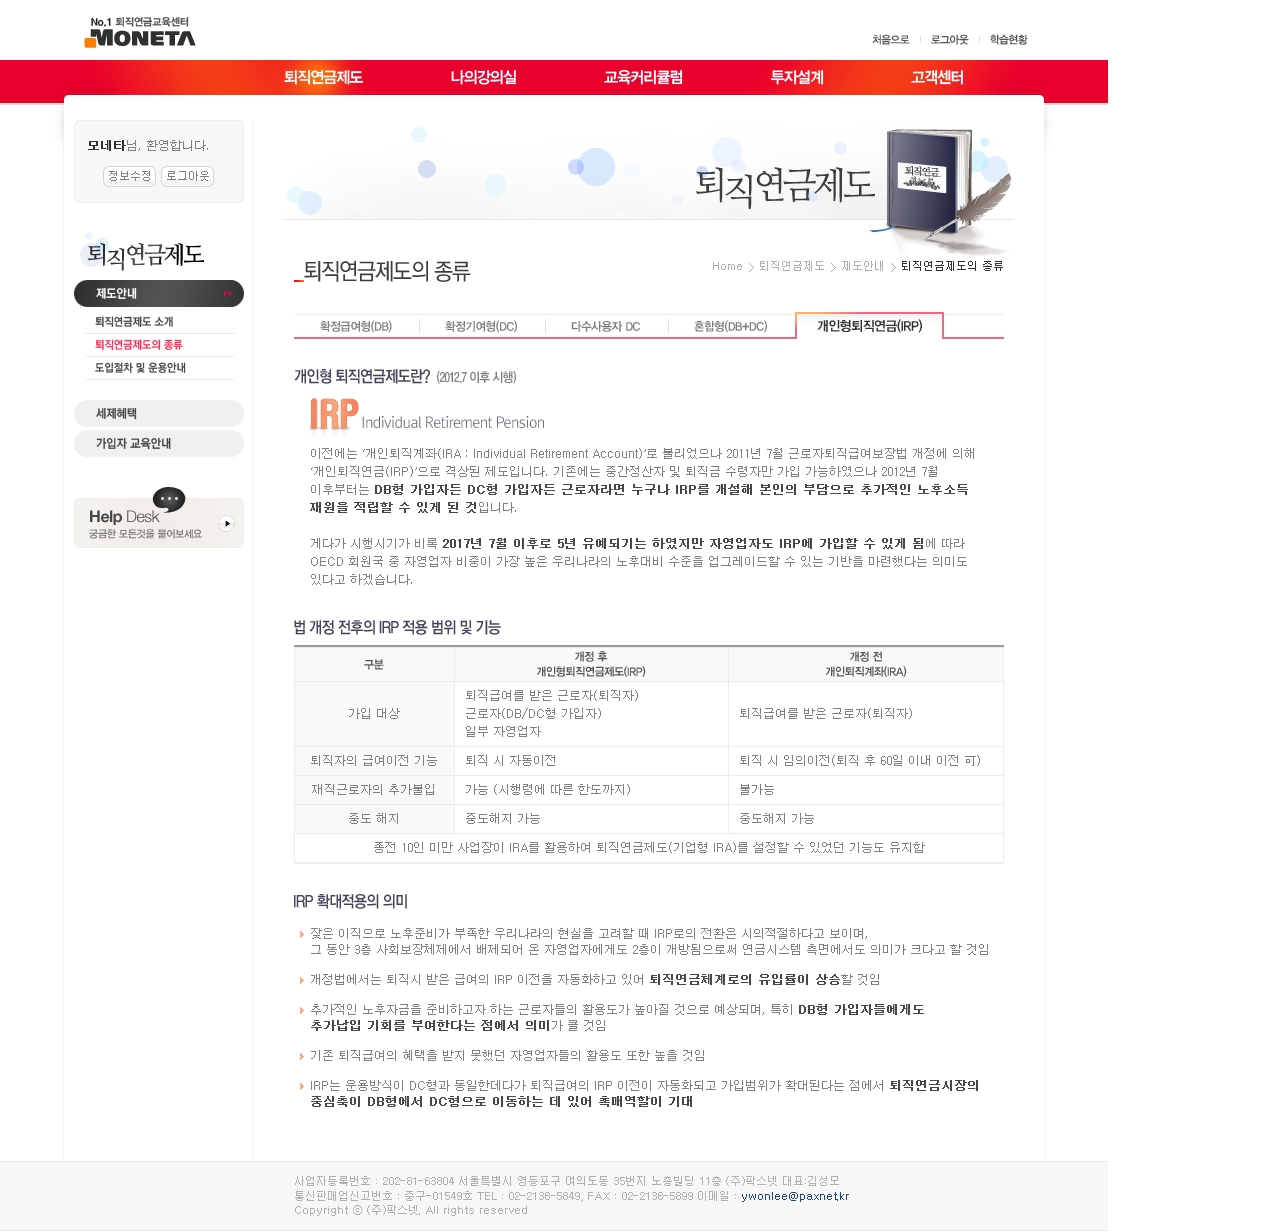 No.1 퇴직연금교육센터
MONETA
처음으로 로그아웃 학습현황
퇴직연금제도 나의강의실 교육커리큘럼 투자설계 고객센터
모네타님, 환영합니다.
정보수정 로그아웃
퇴직연금제도
퇴직연금
퇴직연금제도
제도안내
퇴직연금제도 소개
퇴직연금제도의 종류
도입절차 및 운용안내
세제혜택
가입자 교육안내
Help Desk
궁금한 모든것을 물어보세요
퇴직연금제도의 종류
Home > 퇴직연금제도 > 제도안내 > 퇴직연금제도의 종류
확정급여형(DB) 확정기여형(DC) 다수사용자 DC 혼합형(DB+DC) 개인형퇴직연금(IRP)
개인형 퇴직연금제도란? (2012.7 이후 시행)
IRP Individual Retirement Pension
이전에는 '개인퇴직계좌(IRA : Individual Retirement Account)'로 불리었으나 2011년 7월 근로자퇴직급여보장법 개정에 의해
'개인퇴직연금(IRP)'으로 격상된 제도입니다. 기존에는 중간정산자 및 퇴직금 수령자만 가입 가능하였으나 2012년 7월
이후부터는 DB형 가입자든 DC형 가입자든 근로자라면 누구나 IRP를 개설해 본인의 부담으로 추가적인 노후소득
재원을 적립할 수 있게 된 것입니다.
게다가 시행시기가 비록 2017년 7월 이후로 5년 유예되기는 하였지만 자영업자도 IRP에 가입할 수 있게 됨에 따라
OECD 회원국 중 자영업자 비중이 가장 높은 우리나라의 노후대비 수준을 업그레이드할 수 있는 기반을 마련했다는 의미도
있다고 하겠습니다.
법 개정 전후의 IRP 적용 범위 및 기능
구분
개정 후
개인형퇴직연금제도(IRP)
개정 전
개인퇴직계좌(IRA)
가입 대상
퇴직급여를 받은 근로자(퇴직자)
근로자(DB/DC형 가입자)
일부 자영업자
퇴직급여를 받은 근로자(퇴직자)
퇴직자의 급여이전 기능 퇴직 시 자동이전 퇴직 시 임의이전(퇴직 후 60일 이내 이전 可)
재직근로자의 추가불입 가능 (시행령에 따른 한도까지) 불가능
중도 해지 중도해지 가능 중도해지 가능
종전 10인 미만 사업장이 IRA를 활용하여 퇴직연금제도(기업형 IRA)를 설정할 수 있었던 기능도 유지함
IRP 확대적용의 의미
잦은 이직으로 노후준비가 부족한 우리나라의 현실을 고려할 때 IRP로의 전환은 시의적절하다고 보이며,
그 동안 3층 사회보장체제에서 배제되어 온 자영업자에게도 2층이 개방됨으로써 연금시스템 측면에서도 의미가 크다고 할 것임
개정법에서는 퇴직시 받은 급여의 IRP 이전을 자동화하고 있어 퇴직연금체계로의 유입률이 상승할 것임
추가적인 노후자금을 준비하고자 하는 근로자들의 활용도가 높아질 것으로 예상되며, 특히 DB형 가입자들에게도
추가납입 기회를 부여한다는 점에서 의미가 클 것임
기존 퇴직급여의 혜택을 받지 못했던 자영업자들의 활용도 또한 높을 것임
IRP는 운용방식이 DC형과 동일한데다가 퇴직급여의 IRP 이전이 자동화되고 가입범위가 확대된다는 점에서 퇴직연금시장의
중심축이 DB형에서 DC형으로 이동하는 데 있어 촉매역할이 기대
사업자등록번호 : 202-81-63804 서울특별시 영등포구 여의도동 35번지 노총빌딩 11층 (주)팍스넷 대표:김성모
통신판매업신고번호 : 중구-01549호 TEL : 02-2136-5849, FAX : 02-2136-5899 이메일 : ywonlee@paxnet.kr
Copyright ⓒ (주)팍스넷, All rights reserved